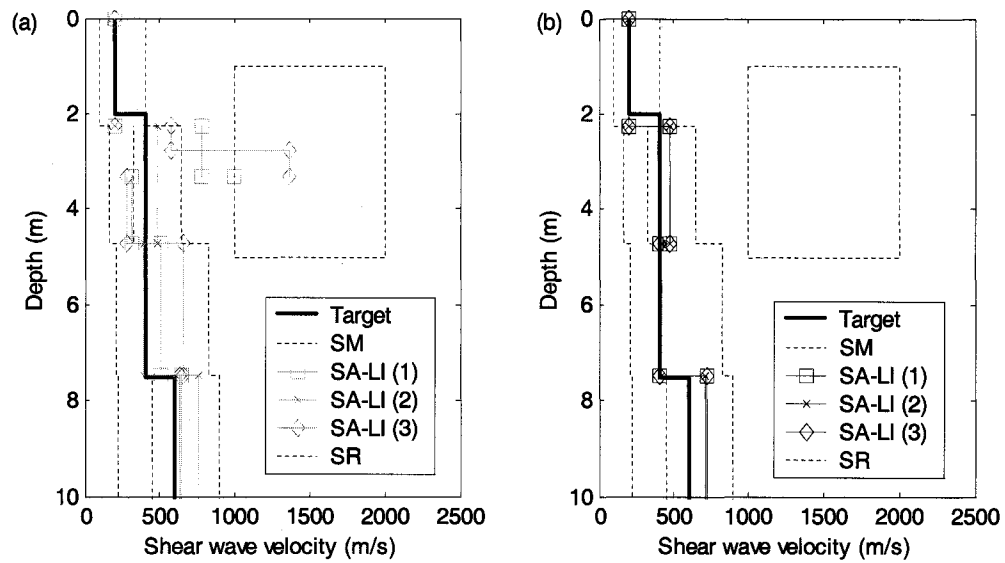 (a)
0
2
4
6
8
10
Depth (m)
Target
SM
SA-LI (1)
SA-LI (2)
SA-LI (3)
SR
0 500 1000 1500 2000 2500
Shear wave velocity (m/s)
(b)
0
2
4
6
8
10
Depth (m)
Target
SM
SA-LI (1)
SA-LI (2)
SA-LI (3)
SR
0 500 1000 1500 2000 2500
Shear wave velocity (m/s)